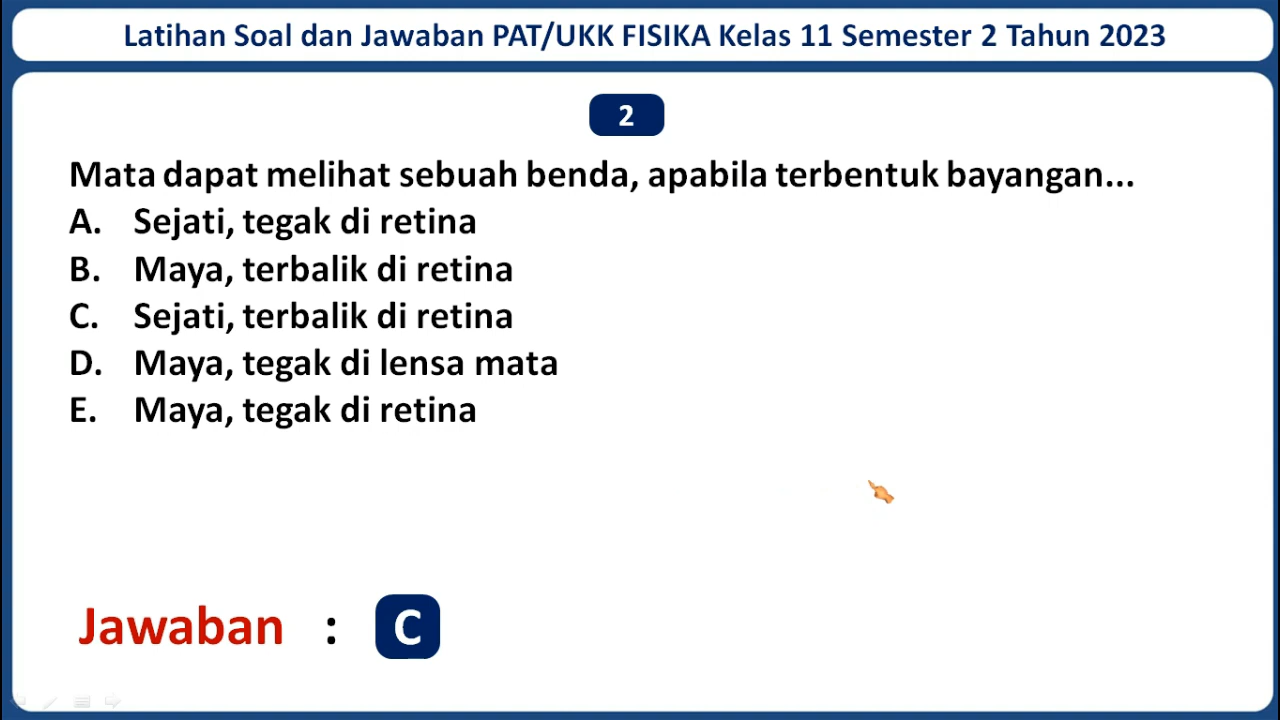 Latihan Soal dan Jawaban PAT/UKK FISIKA Kelas 11 Semester 2 Tahun 2023
2
Mata dapat melihat sebuah benda, apabila terbentuk bayangan...
A. Sejati, tegak di retina
B. Maya, terbalik di retina
C. Sejati, terbalik di retina
D. Maya, tegak di lensa mata
E. Maya, tegak di retina
Jawaban : C